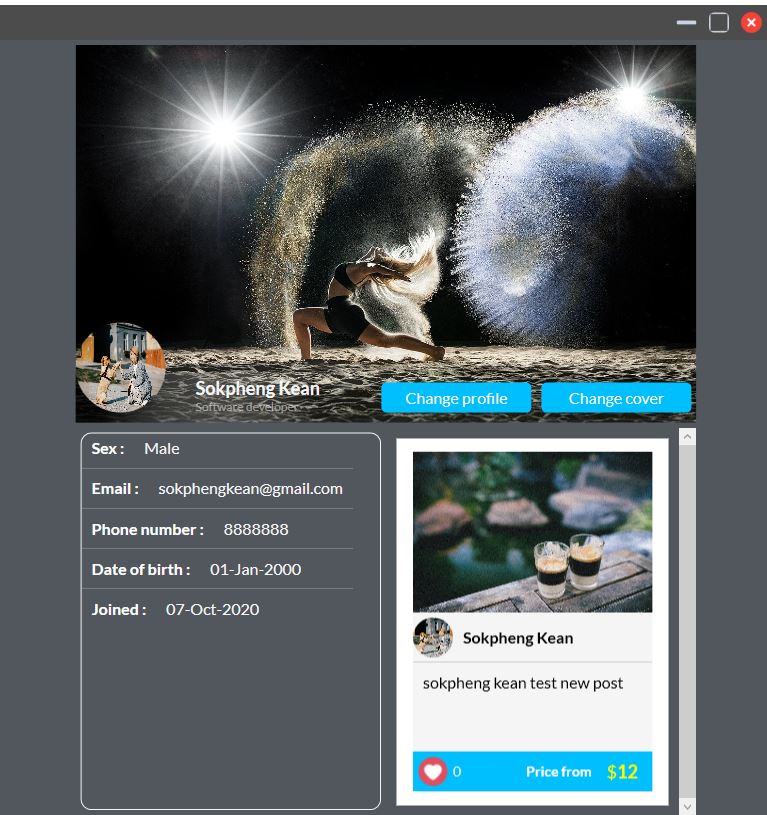 Sokpheng Kean
Software developer
Change profile
Change cover
Sex : Male
Email : sokphengkean@gmail.com
Phone number : 8888888
Date of birth : 01-Jan-2000
Joined : 07-Oct-2020
Sokpheng Kean
sokpheng kean test new post
0 Price from $12